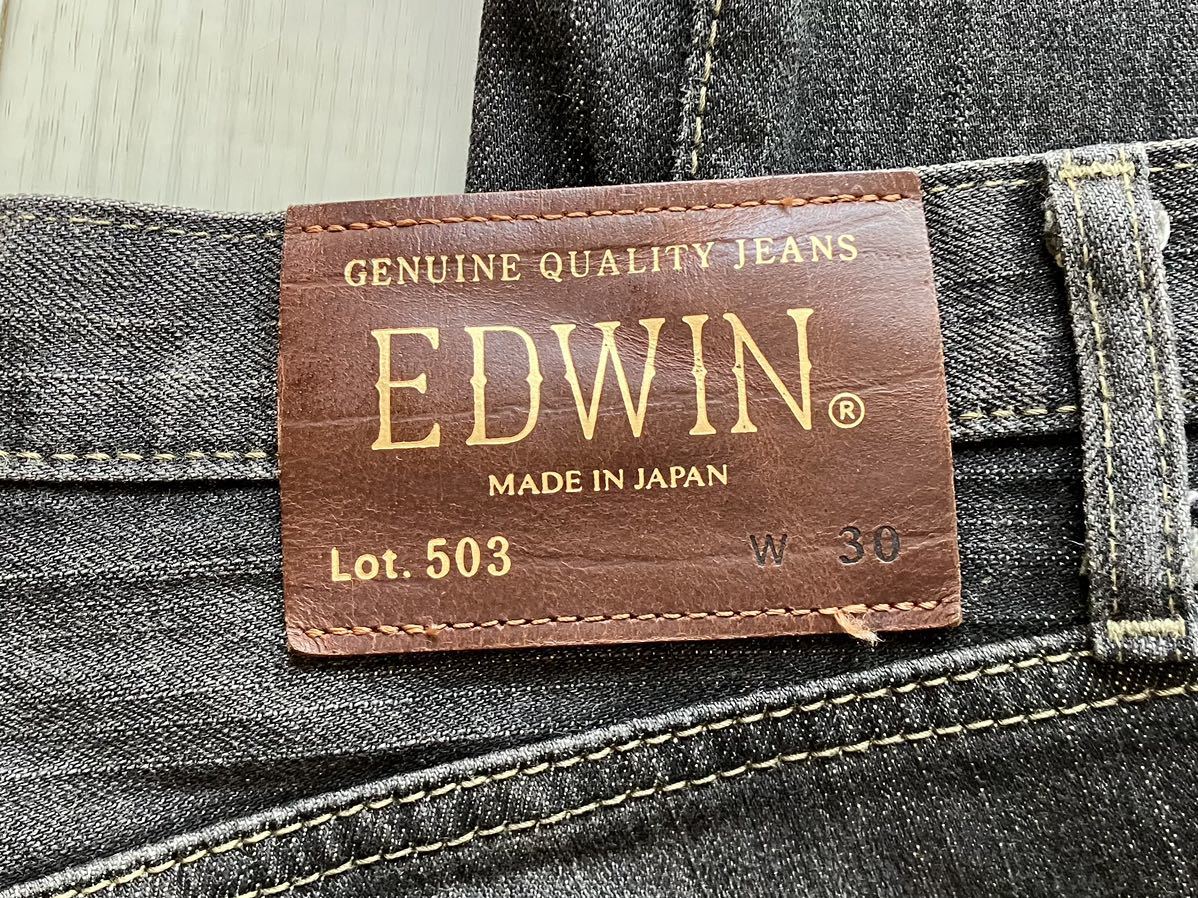 GENUINE QUALITY JEANS
EDWIN®
MADE IN JAPAN
Lot. 503 W 30